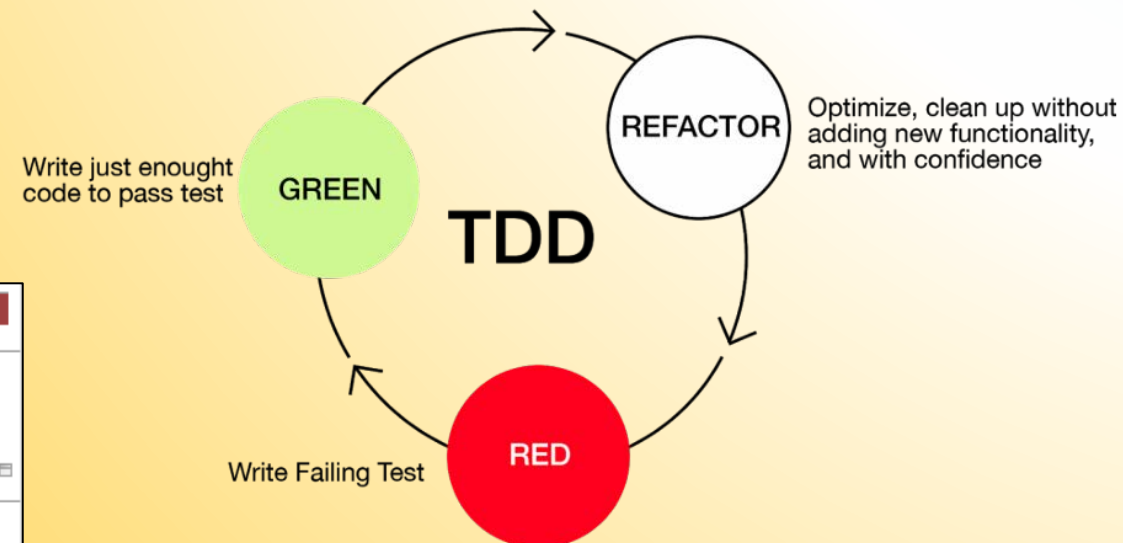 REFACTOR
Optimize, clean up without
adding new functionality,
and with confidence
Write just enought
code to pass test
GREEN
TDD
RED
Write Failing Test